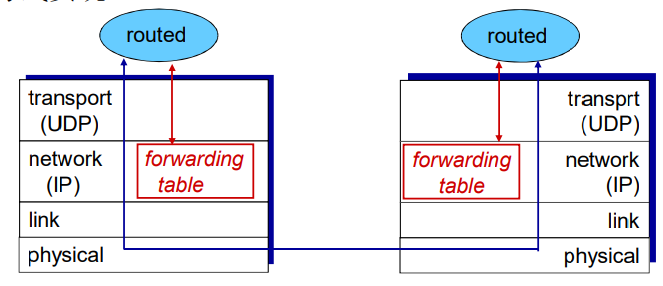 routed
routed
transport
(UDP)
network
(IP)
forwarding
table
link
physical
transprt
(UDP)
forwarding
table
network
(IP)
link
physical